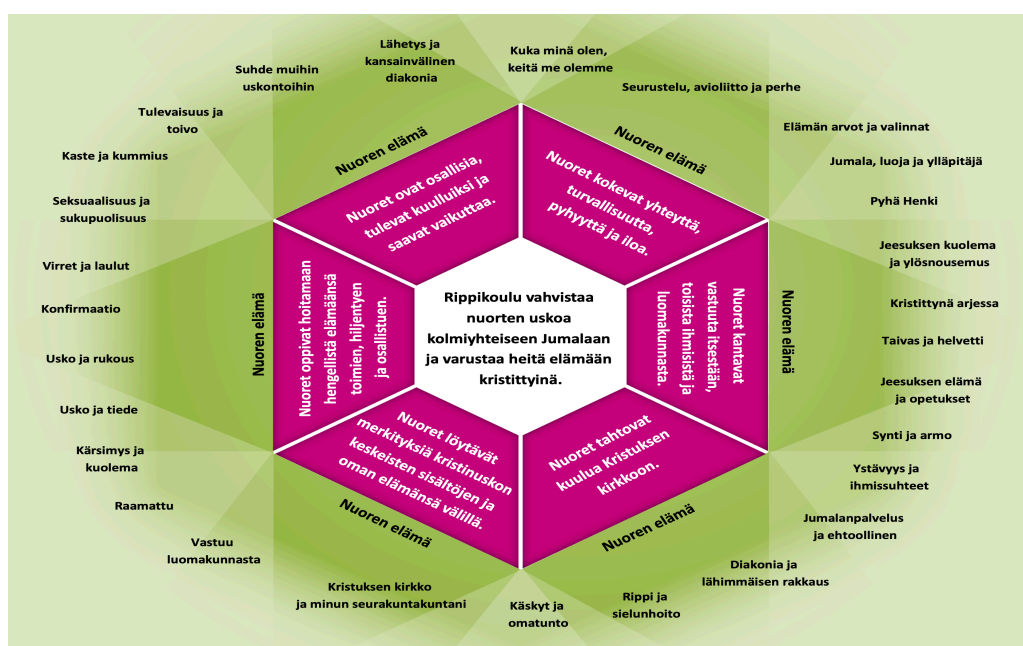 Rippikoulu vahvistaa
nuorten uskoa
kolmiyhteiseen Jumalaan
ja varustaa heitä elämään
kristittyinä.
Nuoret ovat osallisia,
tulevat kuulluiksi ja
saavat vaikuttaa.
Nuoret kokevat yhteyttä,
turvallisuutta,
pyhyyttä ja iloa.
Nuoret kantavat
vastuuta itsestään,
toisista ihmisistä ja
luomakunnasta.
Nuoret tahtovat
kuulua Kristuksen
kirkkoon.
Nuoret löytävät
merkityksiä kristinuskon
keskeisten sisältöjen ja
oman elämänsä välillä.
Nuoret oppivat hoitamaan
hengellistä elämäänsä
toimien, hiljentyen
ja osallistuen.
Nuoren elämä
Nuoren elämä
Nuoren elämä
Nuoren elämä
Nuoren elämä
Nuoren elämä
Kuka minä olen,
keitä me olemme
Seurustelu, avioliitto ja perhe
Elämän arvot ja valinnat
Jumala, luoja ja ylläpitäjä
Pyhä Henki
Jeesuksen kuolema
ja ylösnousemus
Kristittynä arjessa
Taivas ja helvetti
Jeesuksen elämä
ja opetukset
Synti ja armo
Ystävyys ja
ihmissuhteet
Jumalanpalvelus
ja ehtoollinen
Diakonia ja
lähimmäisen rakkaus
Rippi ja
sielunhoito
Käskyt ja
omatunto
Kristuksen kirkko
ja minun seurakuntakuntani
Vastuu
luomakunnasta
Raamattu
Kärsimys ja
kuolema
Usko ja tiede
Usko ja rukous
Konfirmaatio
Virret ja laulut
Seksuaalisuus ja
sukupuolisuus
Kaste ja kummius
Tulevaisuus ja
toivo
Suhde muihin
uskontoihin
Lähetys ja
kansainvälinen
diakonia